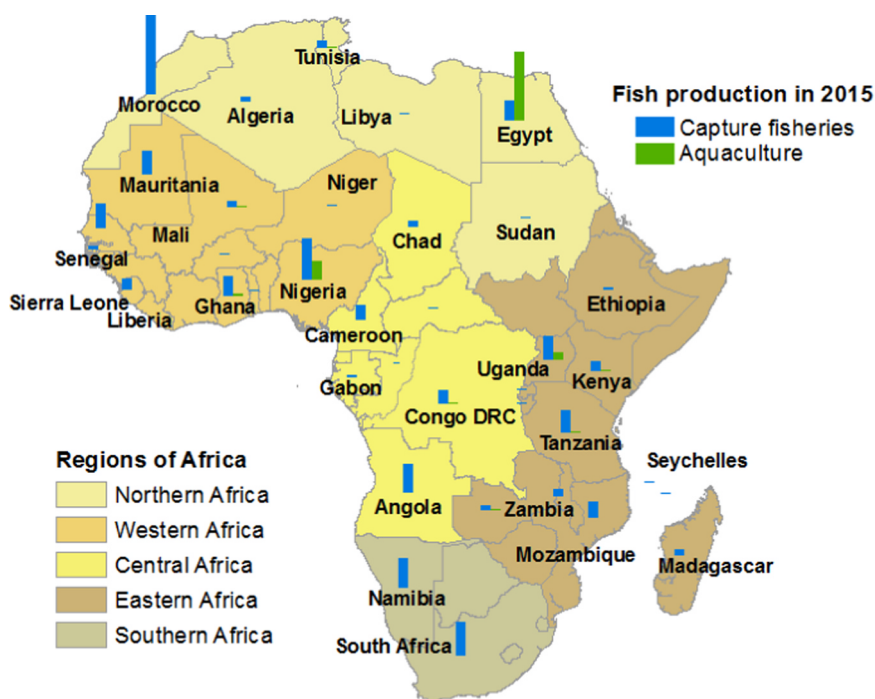 Tunisia
Morocco
Algeria
Libya
Egypt
Fish production in 2015
Capture fisheries
Aquaculture
Mauritania
Niger
Mali
Chad
Sudan
Senegal
Sierra Leone
Liberia
Ghana
Nigeria
Ethiopia
Cameroon
Uganda
Kenya
Gabon
Congo DRC
Tanzania
Seychelles
Regions of Africa
Northern Africa
Western Africa
Central Africa
Eastern Africa
Southern Africa
Angola
Zambia
Mozambique
Madagascar
Namibia
South Africa